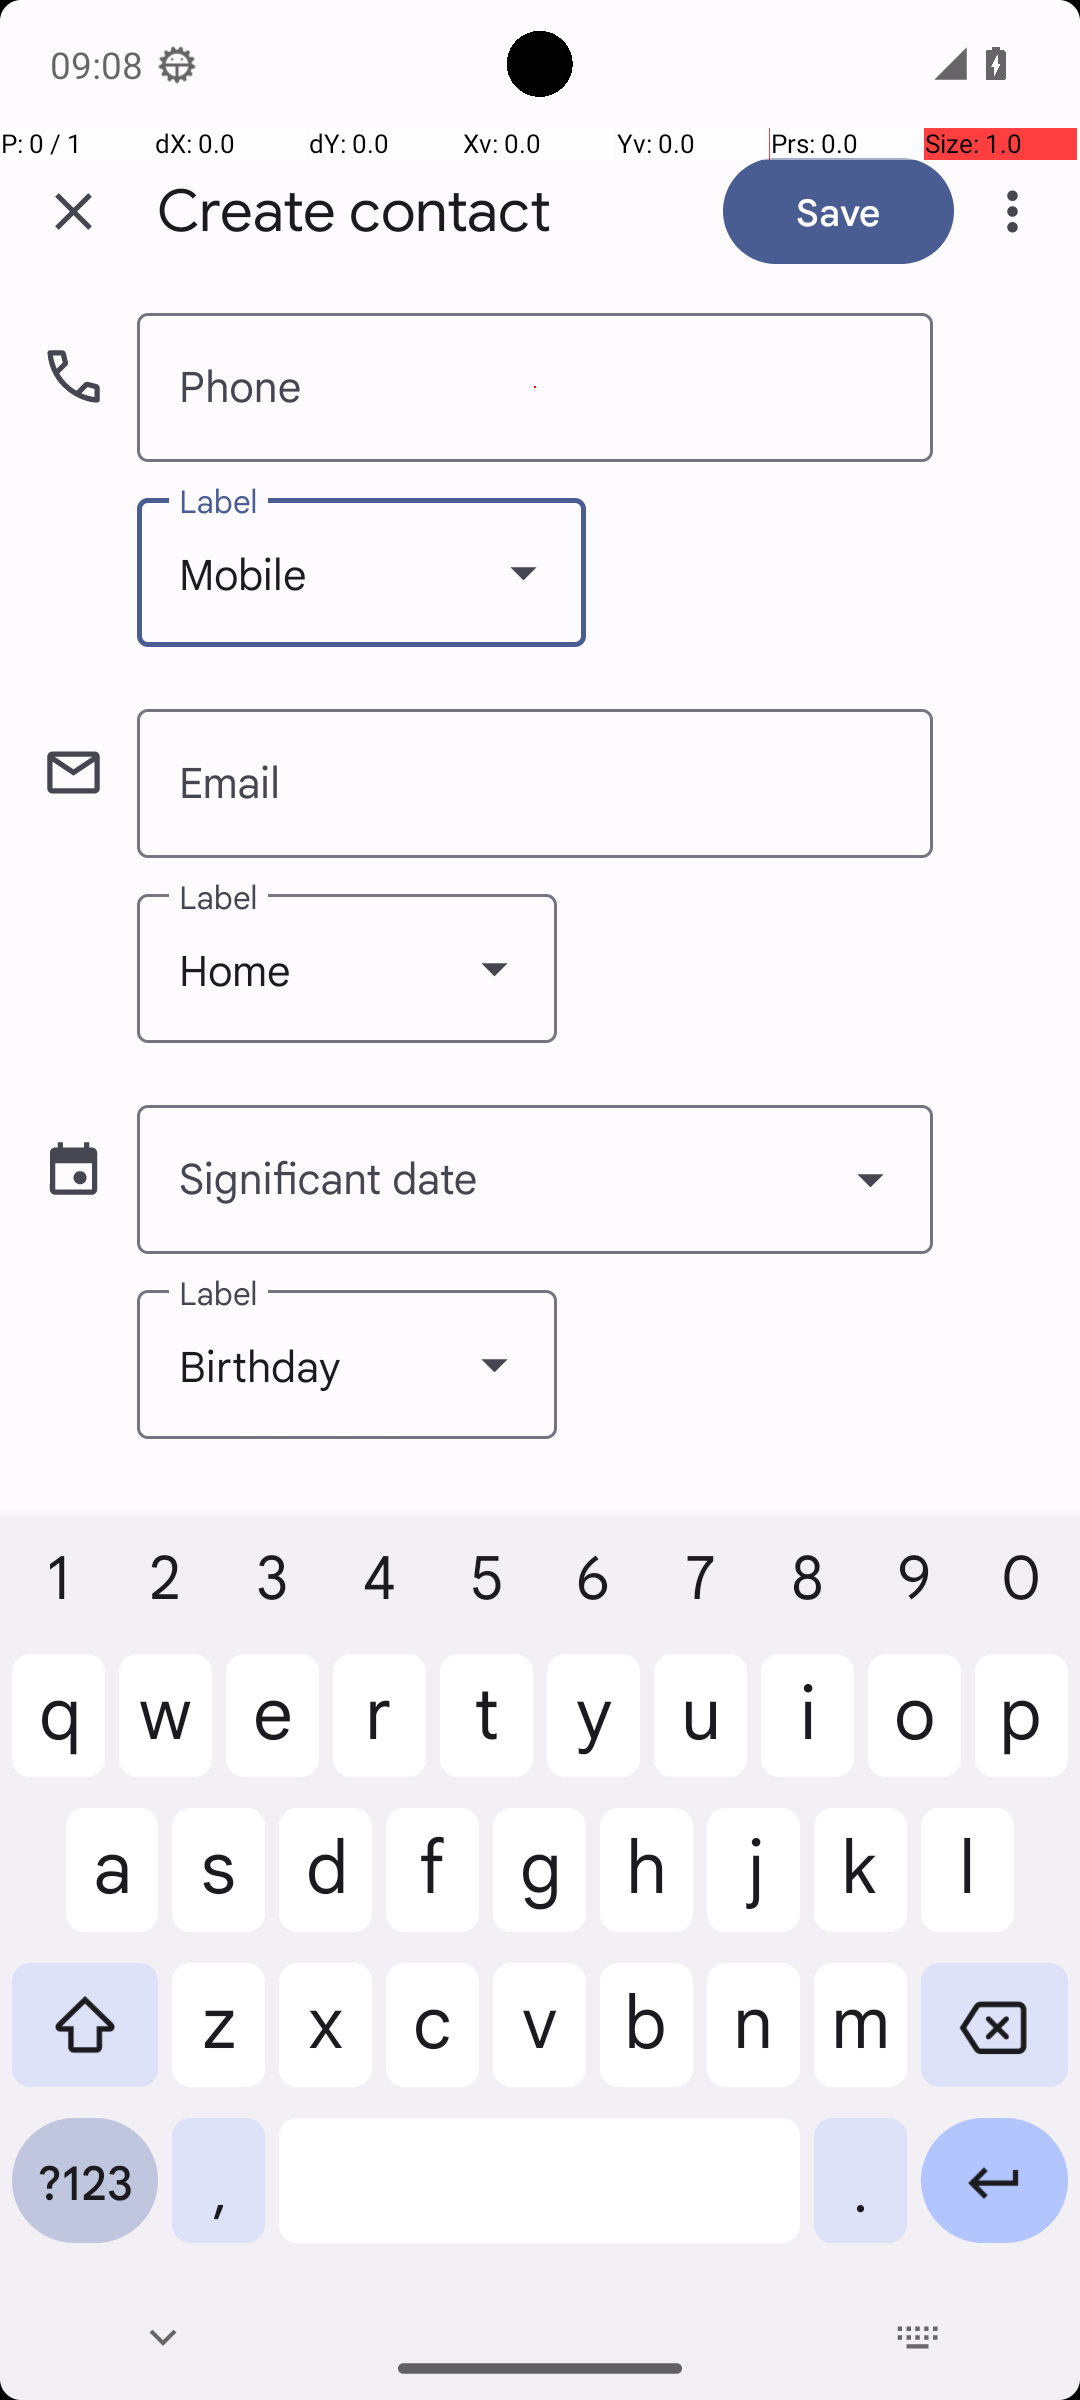 09:08
P: 0 / 1 dX: 0.0 dY: 0.0 Xv: 0.0 Yv: 0.0 Prs: 0.0 Size: 1.0
Create contact Save
Phone
Label
Mobile
Email
Label
Home
Significant date
Label
Birthday
1 2 3 4 5 6 7 8 9 0
q w e r t y u i o p
a s d f g h j k l
z x c v b n m
?123 , .